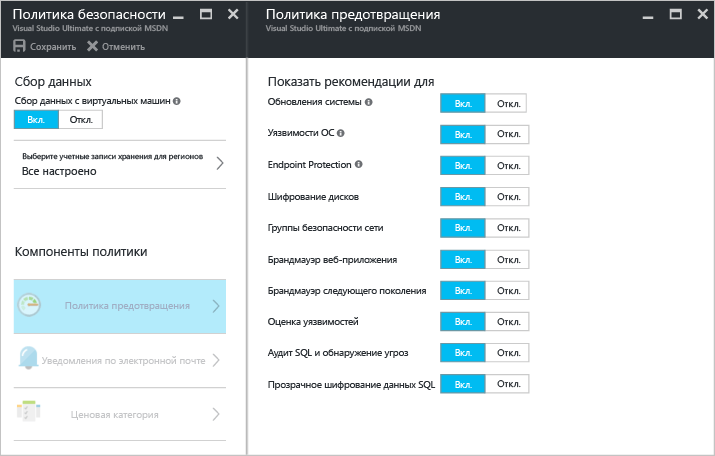 Политика безопасности
Visual Studio Ultimate с подпиской MSDN
Сохранить Отменить
Сбор данных
Сбор данных с виртуальных машин
Вкл. Откл.
Выберите учетные записи хранения для регионов
Все настроено
Компоненты политики
Политика предотвращения
Уведомления по электронной почте
Ценовая категория
Политика предотвращения
Visual Studio Ultimate с подпиской MSDN
Показать рекомендации для
Обновления системы Вкл. Откл.
Уязвимости ОС Вкл. Откл.
Endpoint Protection Вкл. Откл.
Шифрование дисков Вкл. Откл.
Группы безопасности сети Вкл. Откл.
Брандмауэр веб-приложения Вкл. Откл.
Брандмауэр следующего поколения Вкл. Откл.
Оценка уязвимостей Вкл. Откл.
Аудит SQL и обнаружение угроз Вкл. Откл.
Прозрачное шифрование данных SQL Вкл. Откл.